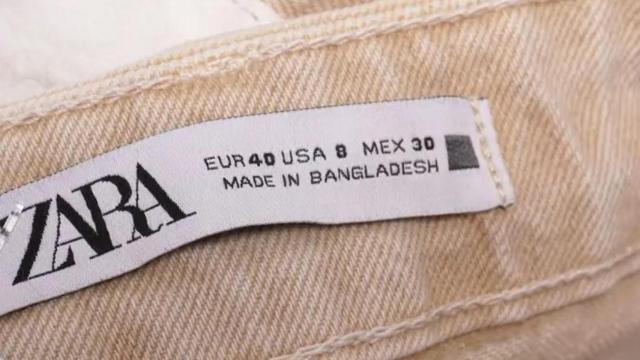 ZARA
EUR 40 USA 8 MEX 30
MADE IN BANGLADESH